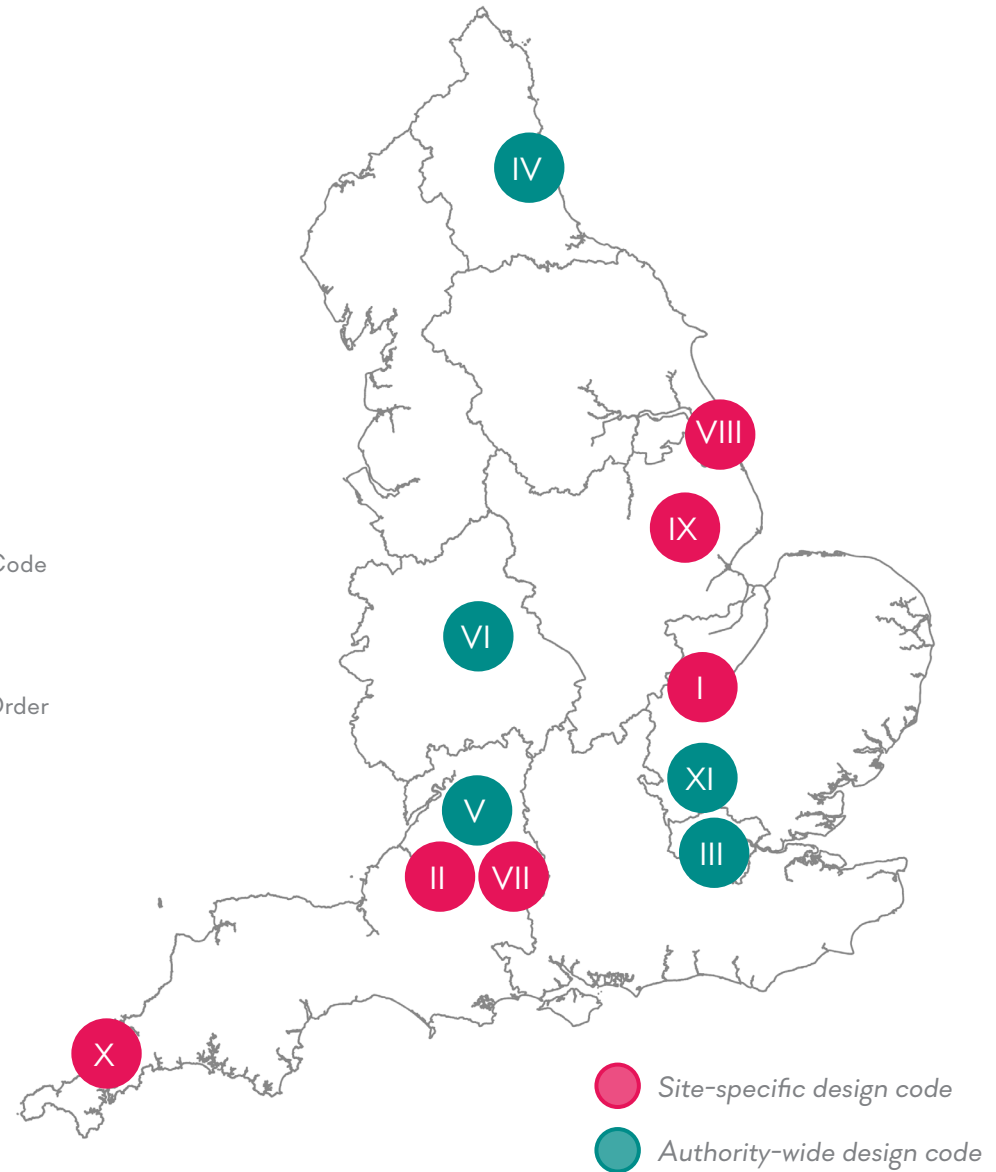 IV
VIII
IX
Code
VI
I
Order
XI
V
III
II
VII
X
Site-specific design code
Authority-wide design code